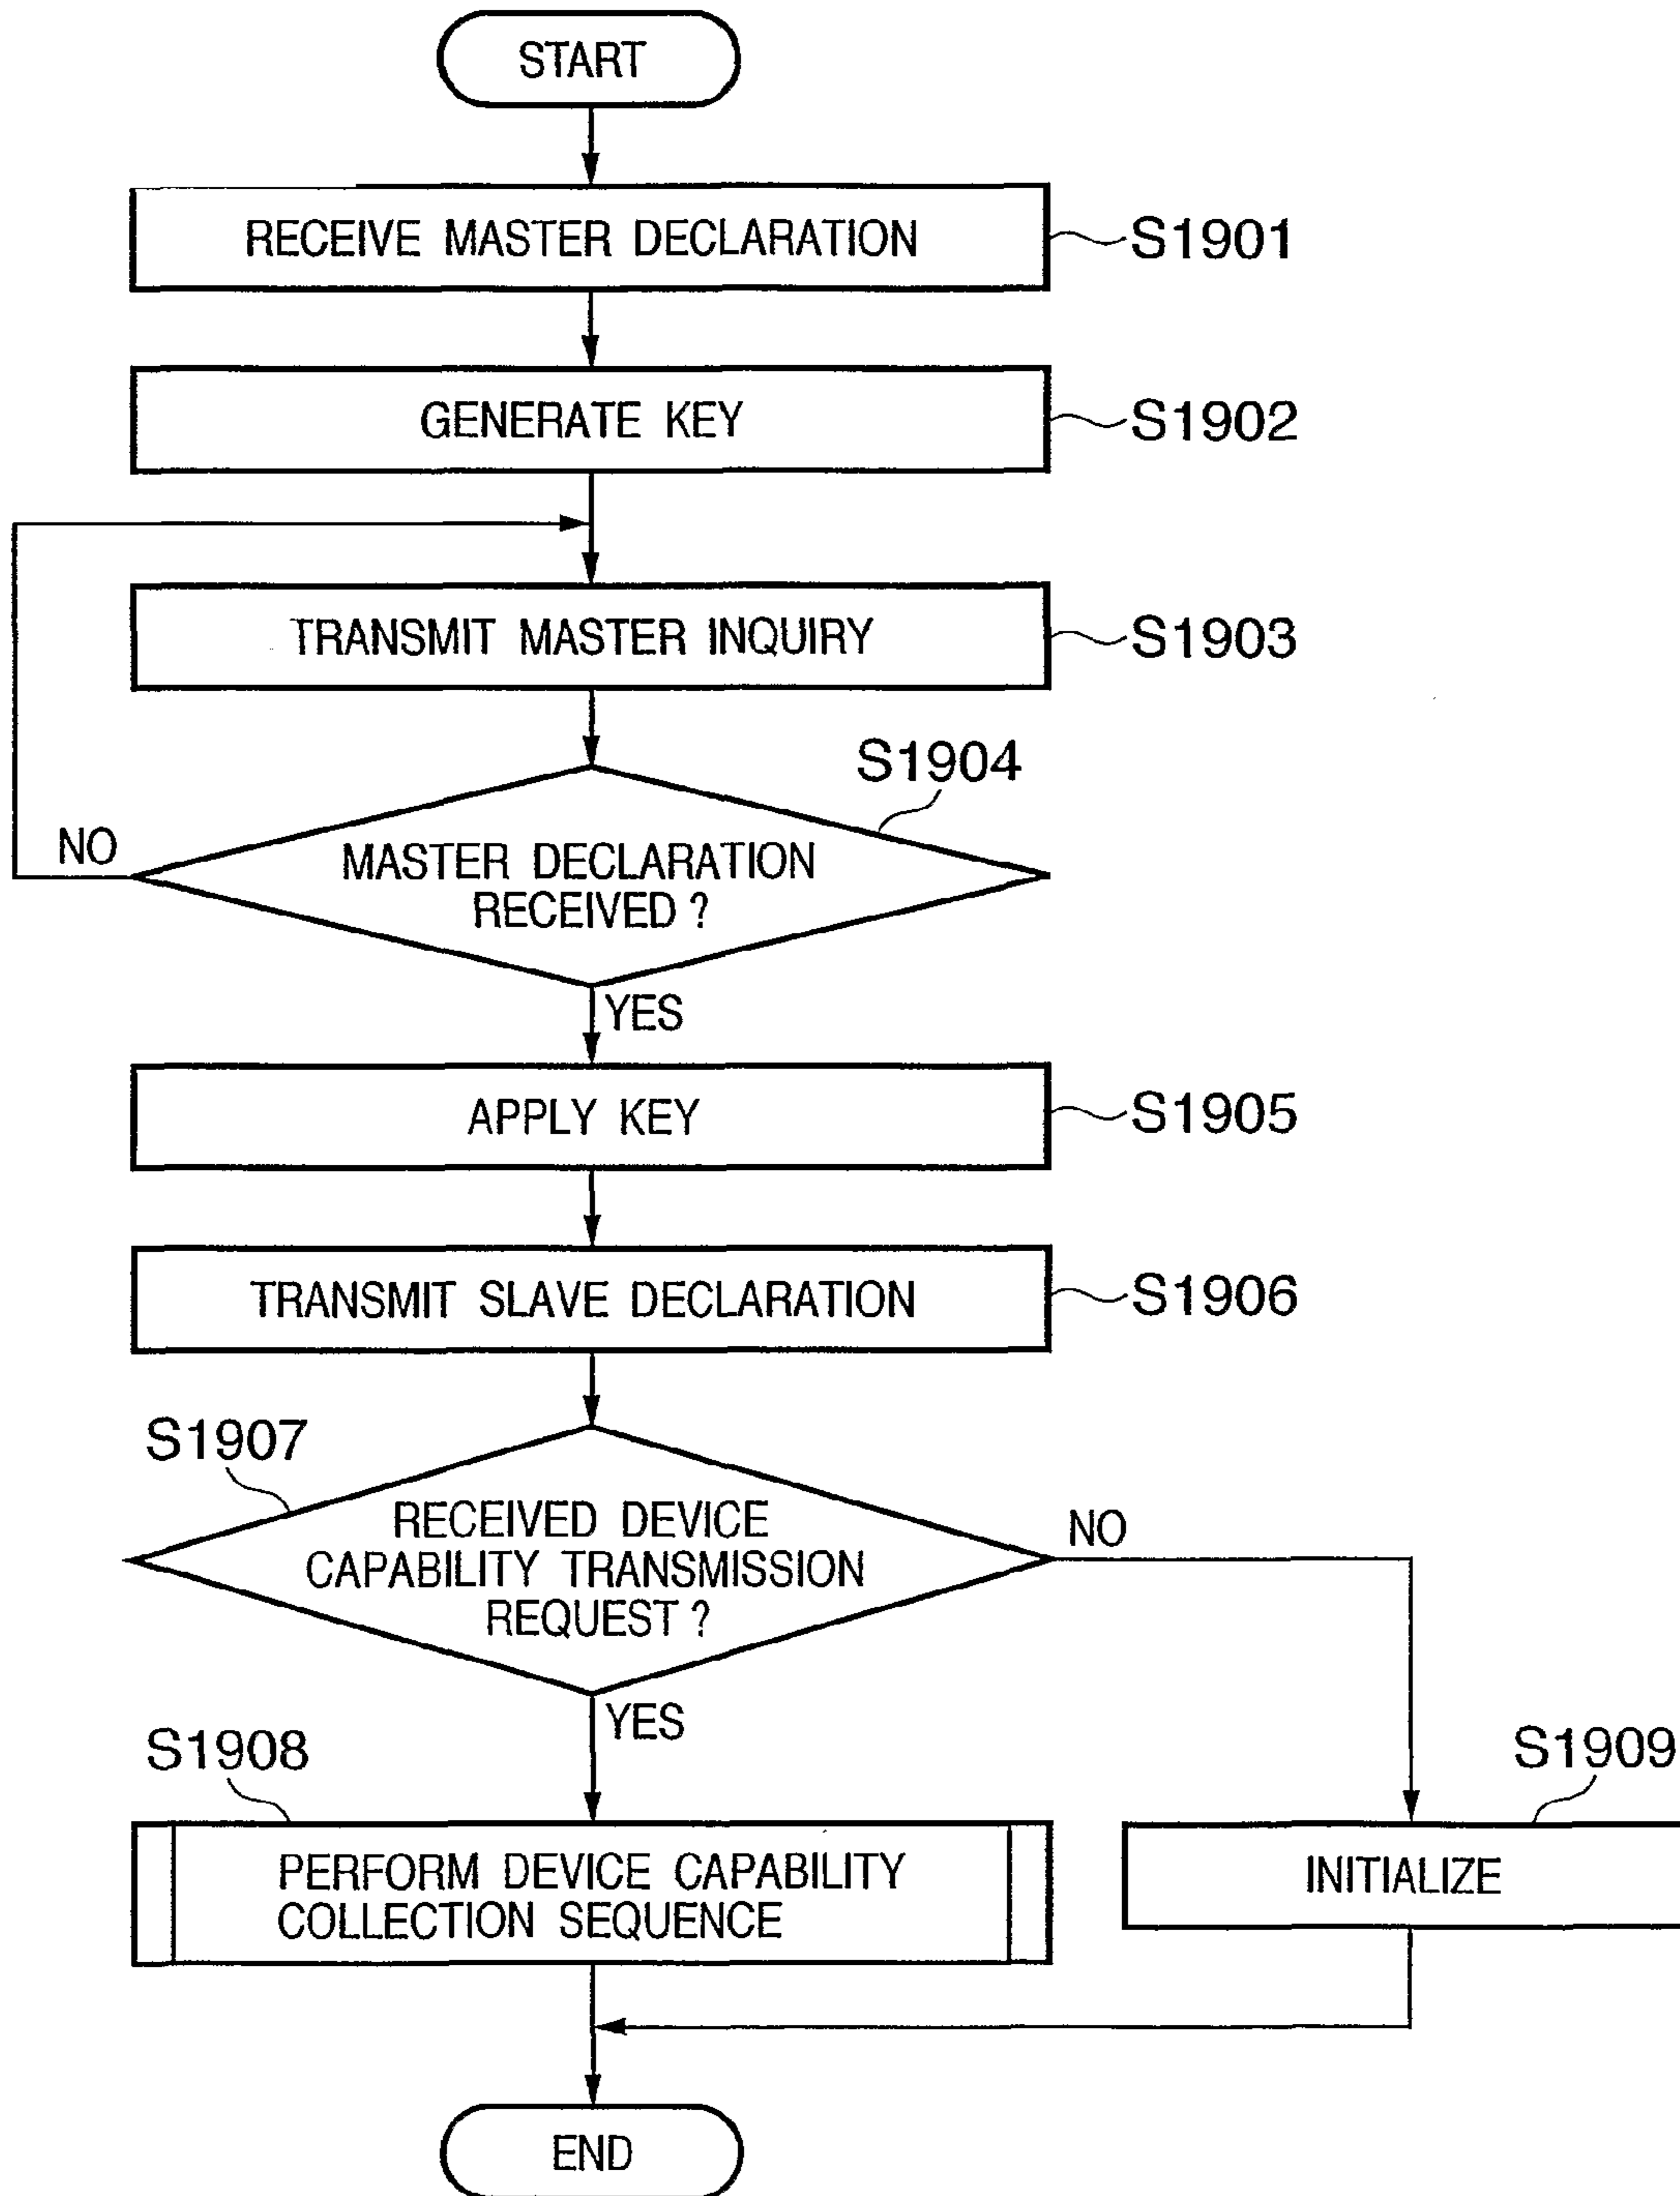 START
RECEIVE MASTER DECLARATION
S1901
GENERATE KEY
S1902
TRANSMIT MASTER INQUIRY
S1903
S1904
NO
MASTER DECLARATION
RECEIVED ?
YES
APPLY KEY
S1905
TRANSMIT SLAVE DECLARATION
S1906
S1907
RECEIVED DEVICE
CAPABILITY TRANSMISSION
REQUEST ?
NO
YES
S1908
S1909
PERFORM DEVICE CAPABILITY
COLLECTION SEQUENCE
INITIALIZE
END